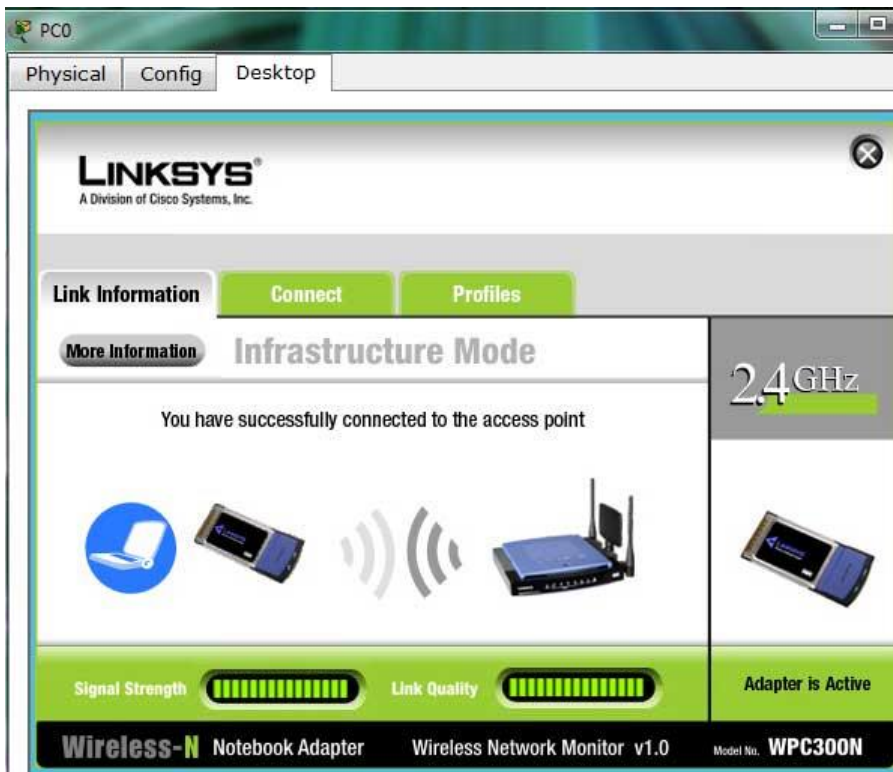 PC0
Physical Config Desktop
LINKSYS®
A Division of Cisco Systems, Inc.
Link Information Connect Profiles
More Information Infrastructure Mode
2.4GHz
You have successfully connected to the access point
Signal Strength Link Quality Adapter is Active
Wireless-N Notebook Adapter Wireless Network Monitor v1.0 Model No. WPC300N